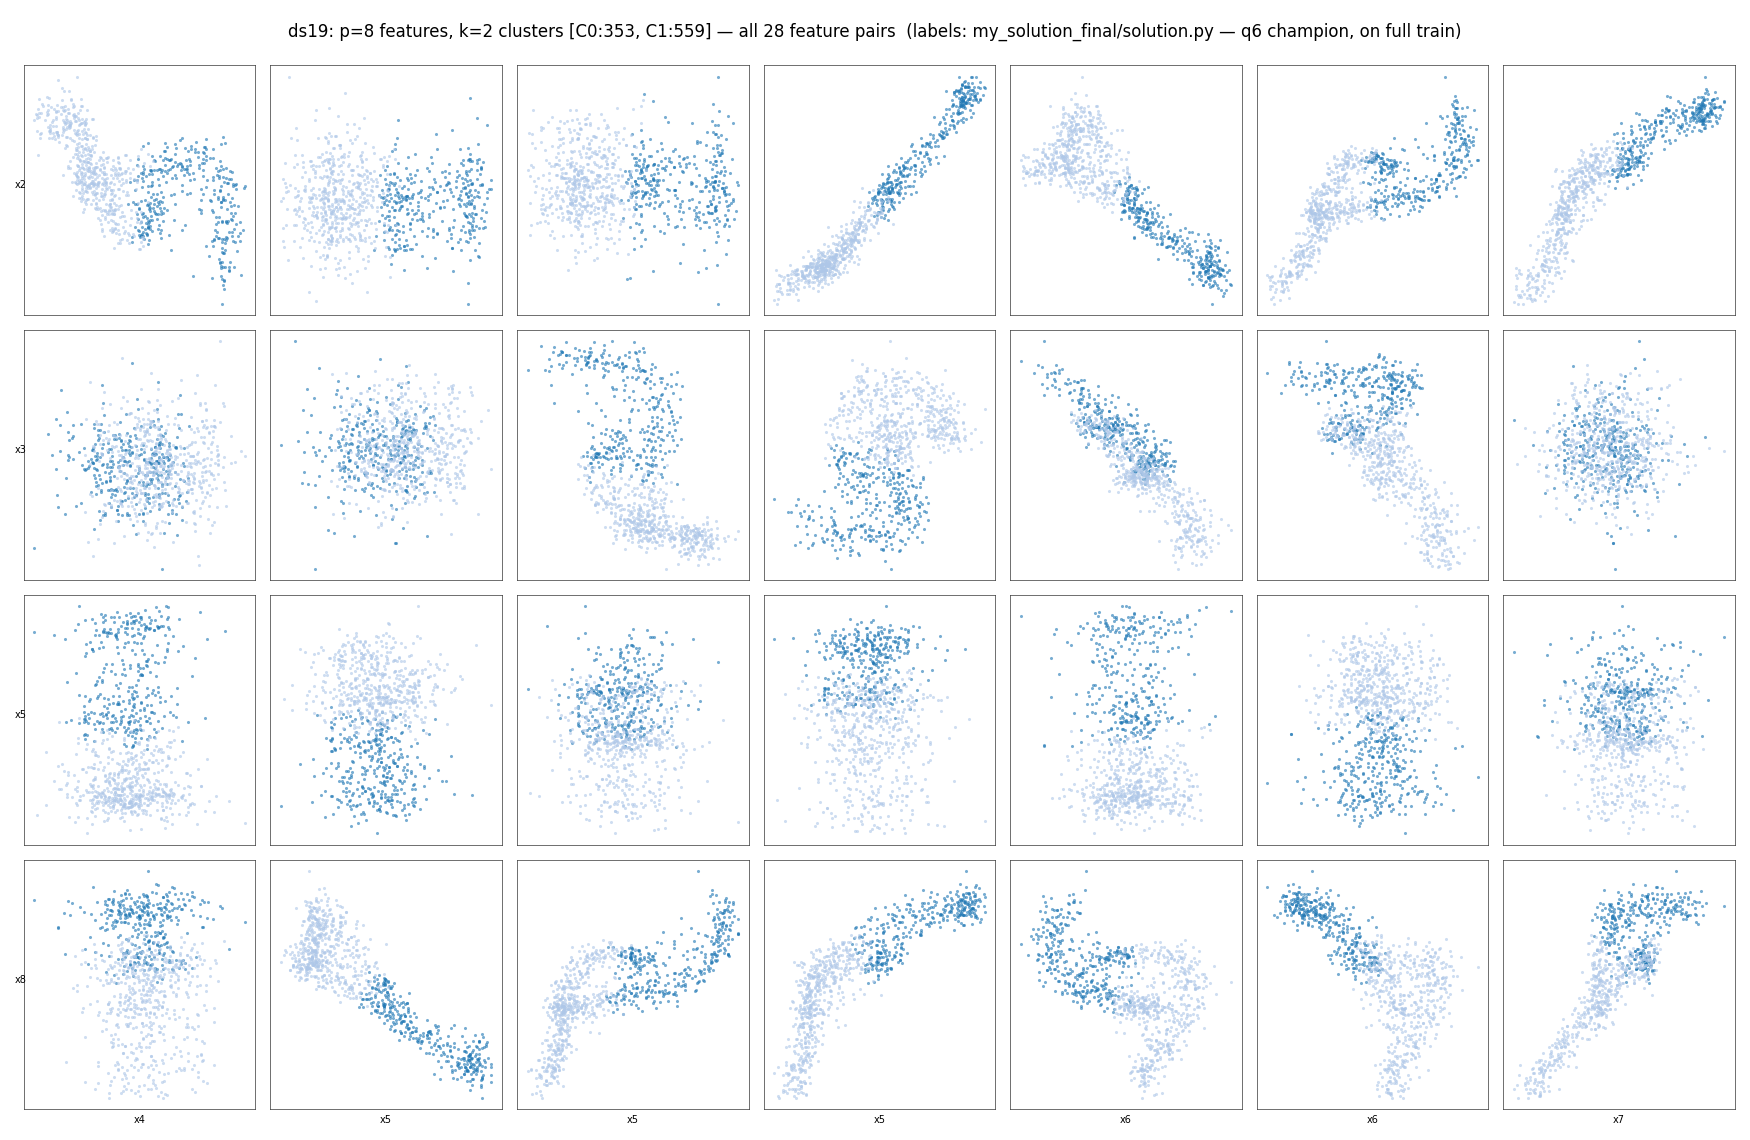 ds19: p=8 features, k=2 clusters [C0:353, C1:559] — all 28 feature pairs  (labels: my_solution_final/solution.py — q6 champion, on full train)
x2
x3
x5
x8
x4 x5 x5 x5 x6 x6 x7